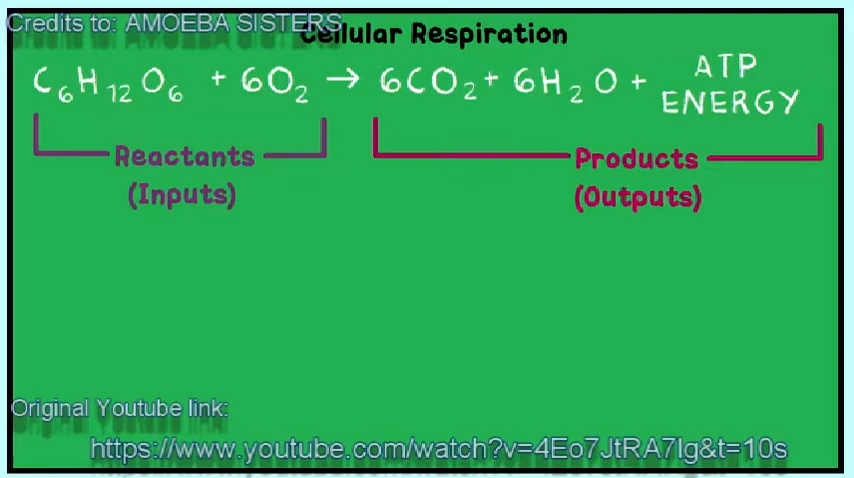 Credits to: AMOEBA SISTERS
Cellular Respiration
C₆H₁₂O₆ + 6O₂ → 6CO₂ + 6H₂O + ATP ENERGY
Reactants
(Inputs)
Products
(Outputs)
Original Youtube link:
https://www.youtube.com/watch?v=4Eo7JtRA7lg&t=10s